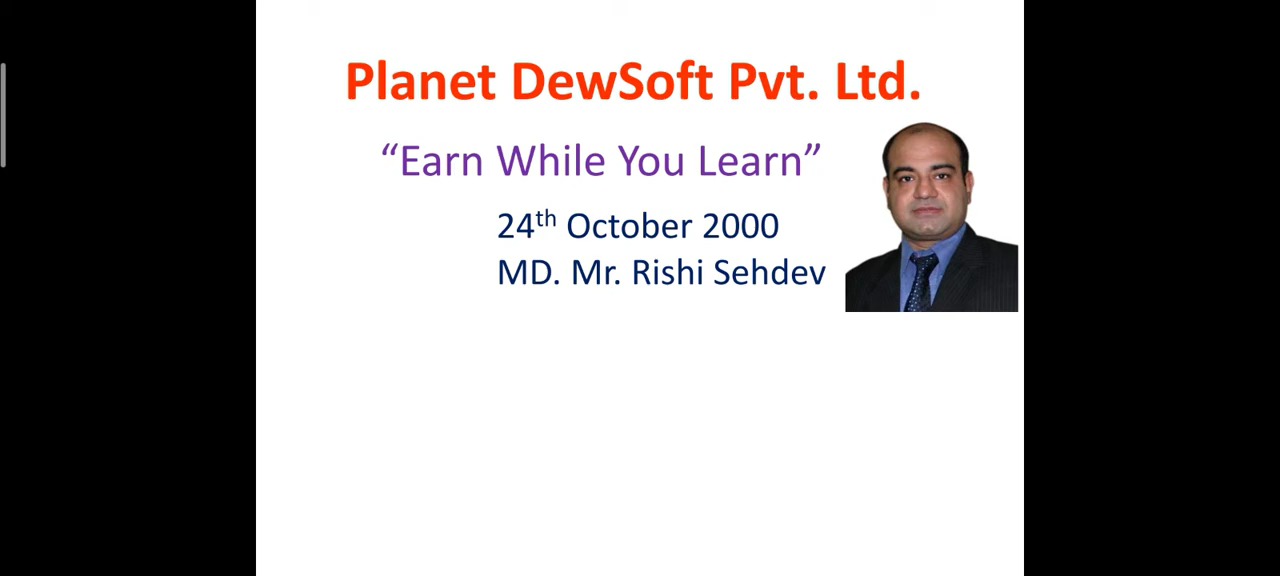 Planet DewSoft Pvt. Ltd.
“Earn While You Learn”
24th October 2000
MD. Mr. Rishi Sehdev